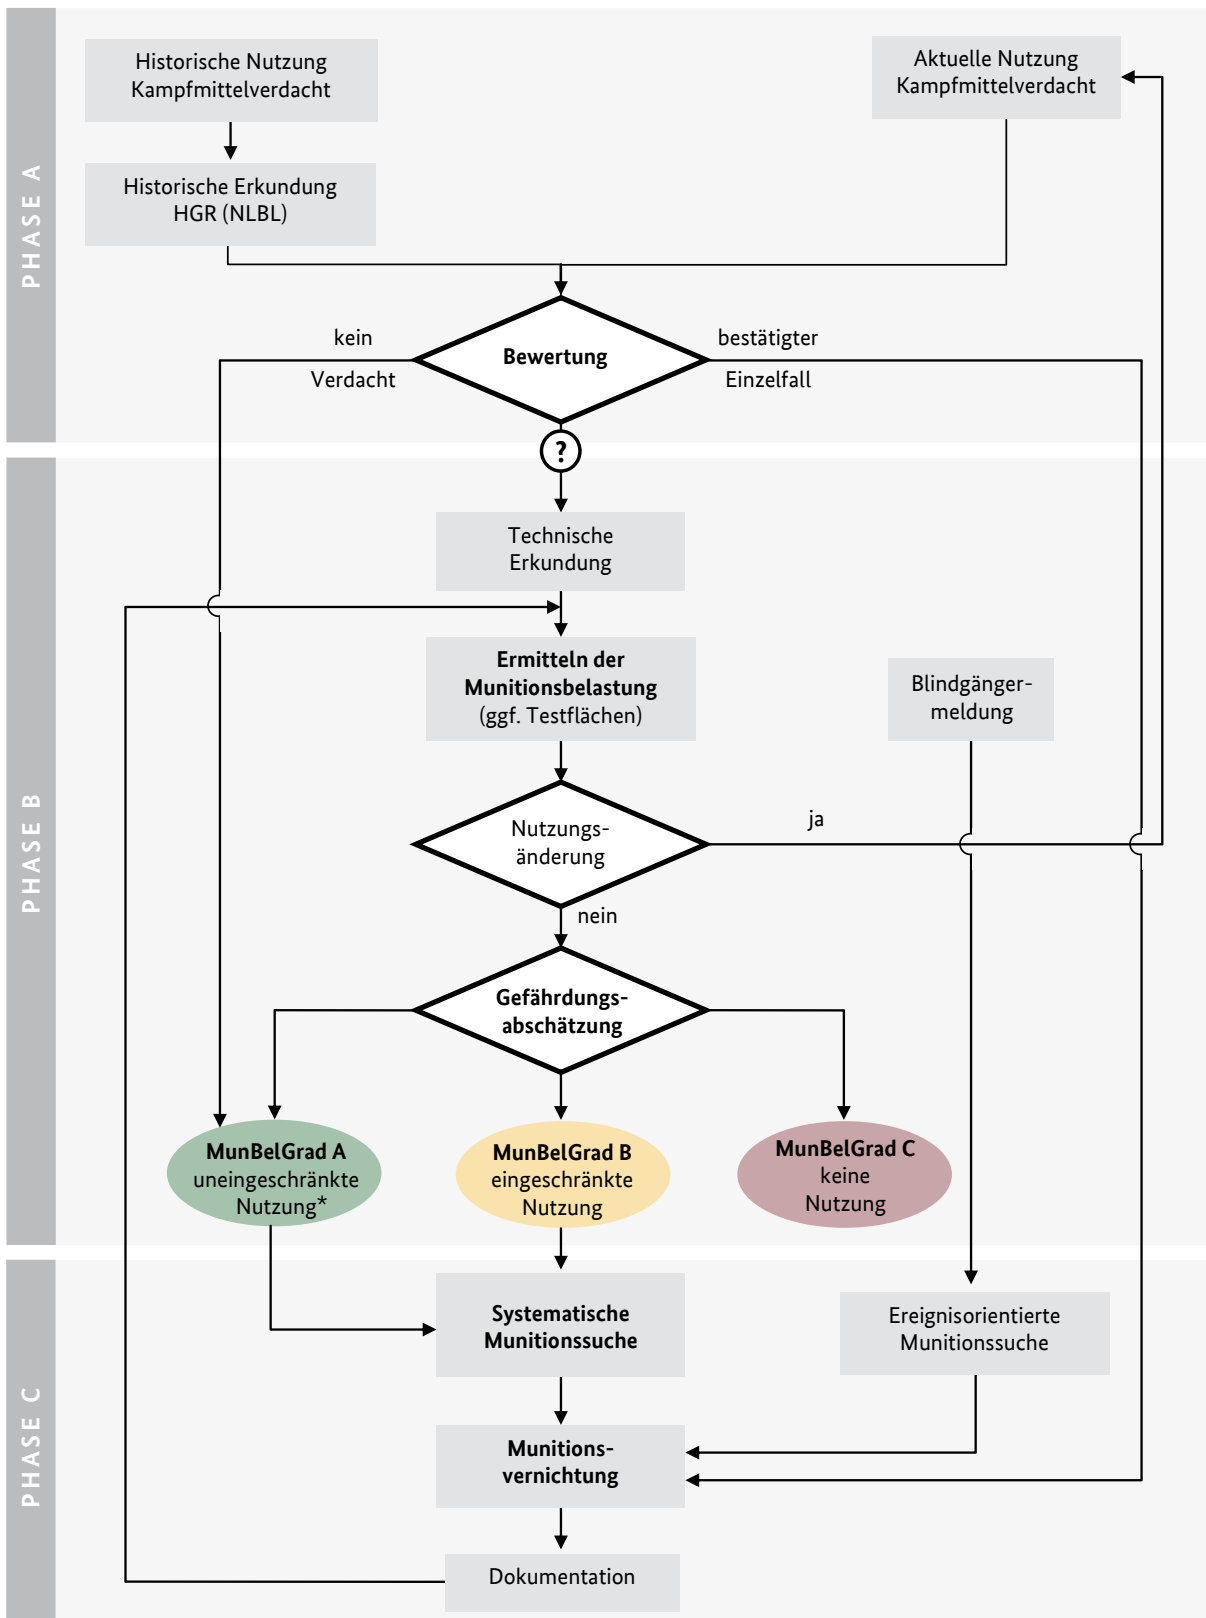 PHASE A
Historische Nutzung
Kampfmittelverdacht
Aktuelle Nutzung
Kampfmittelverdacht
Historische Erkundung
HGR (NLBL)
kein
Verdacht
Bewertung
bestätigter
Einzelfall
?
PHASE B
Technische
Erkundung
Ermitteln der
Munitionsbelastung
(ggf. Testflächen)
Blindgänger-
meldung
Nutzungs-
änderung
ja
nein
Gefährdungs-
abschätzung
MunBelGrad A
uneingeschränkte
Nutzung*
MunBelGrad B
eingeschränkte
Nutzung
MunBelGrad C
keine
Nutzung
PHASE C
Systematische
Munitionssuche
Ereignisorientierte
Munitionssuche
Munitions-
vernichtung
Dokumentation